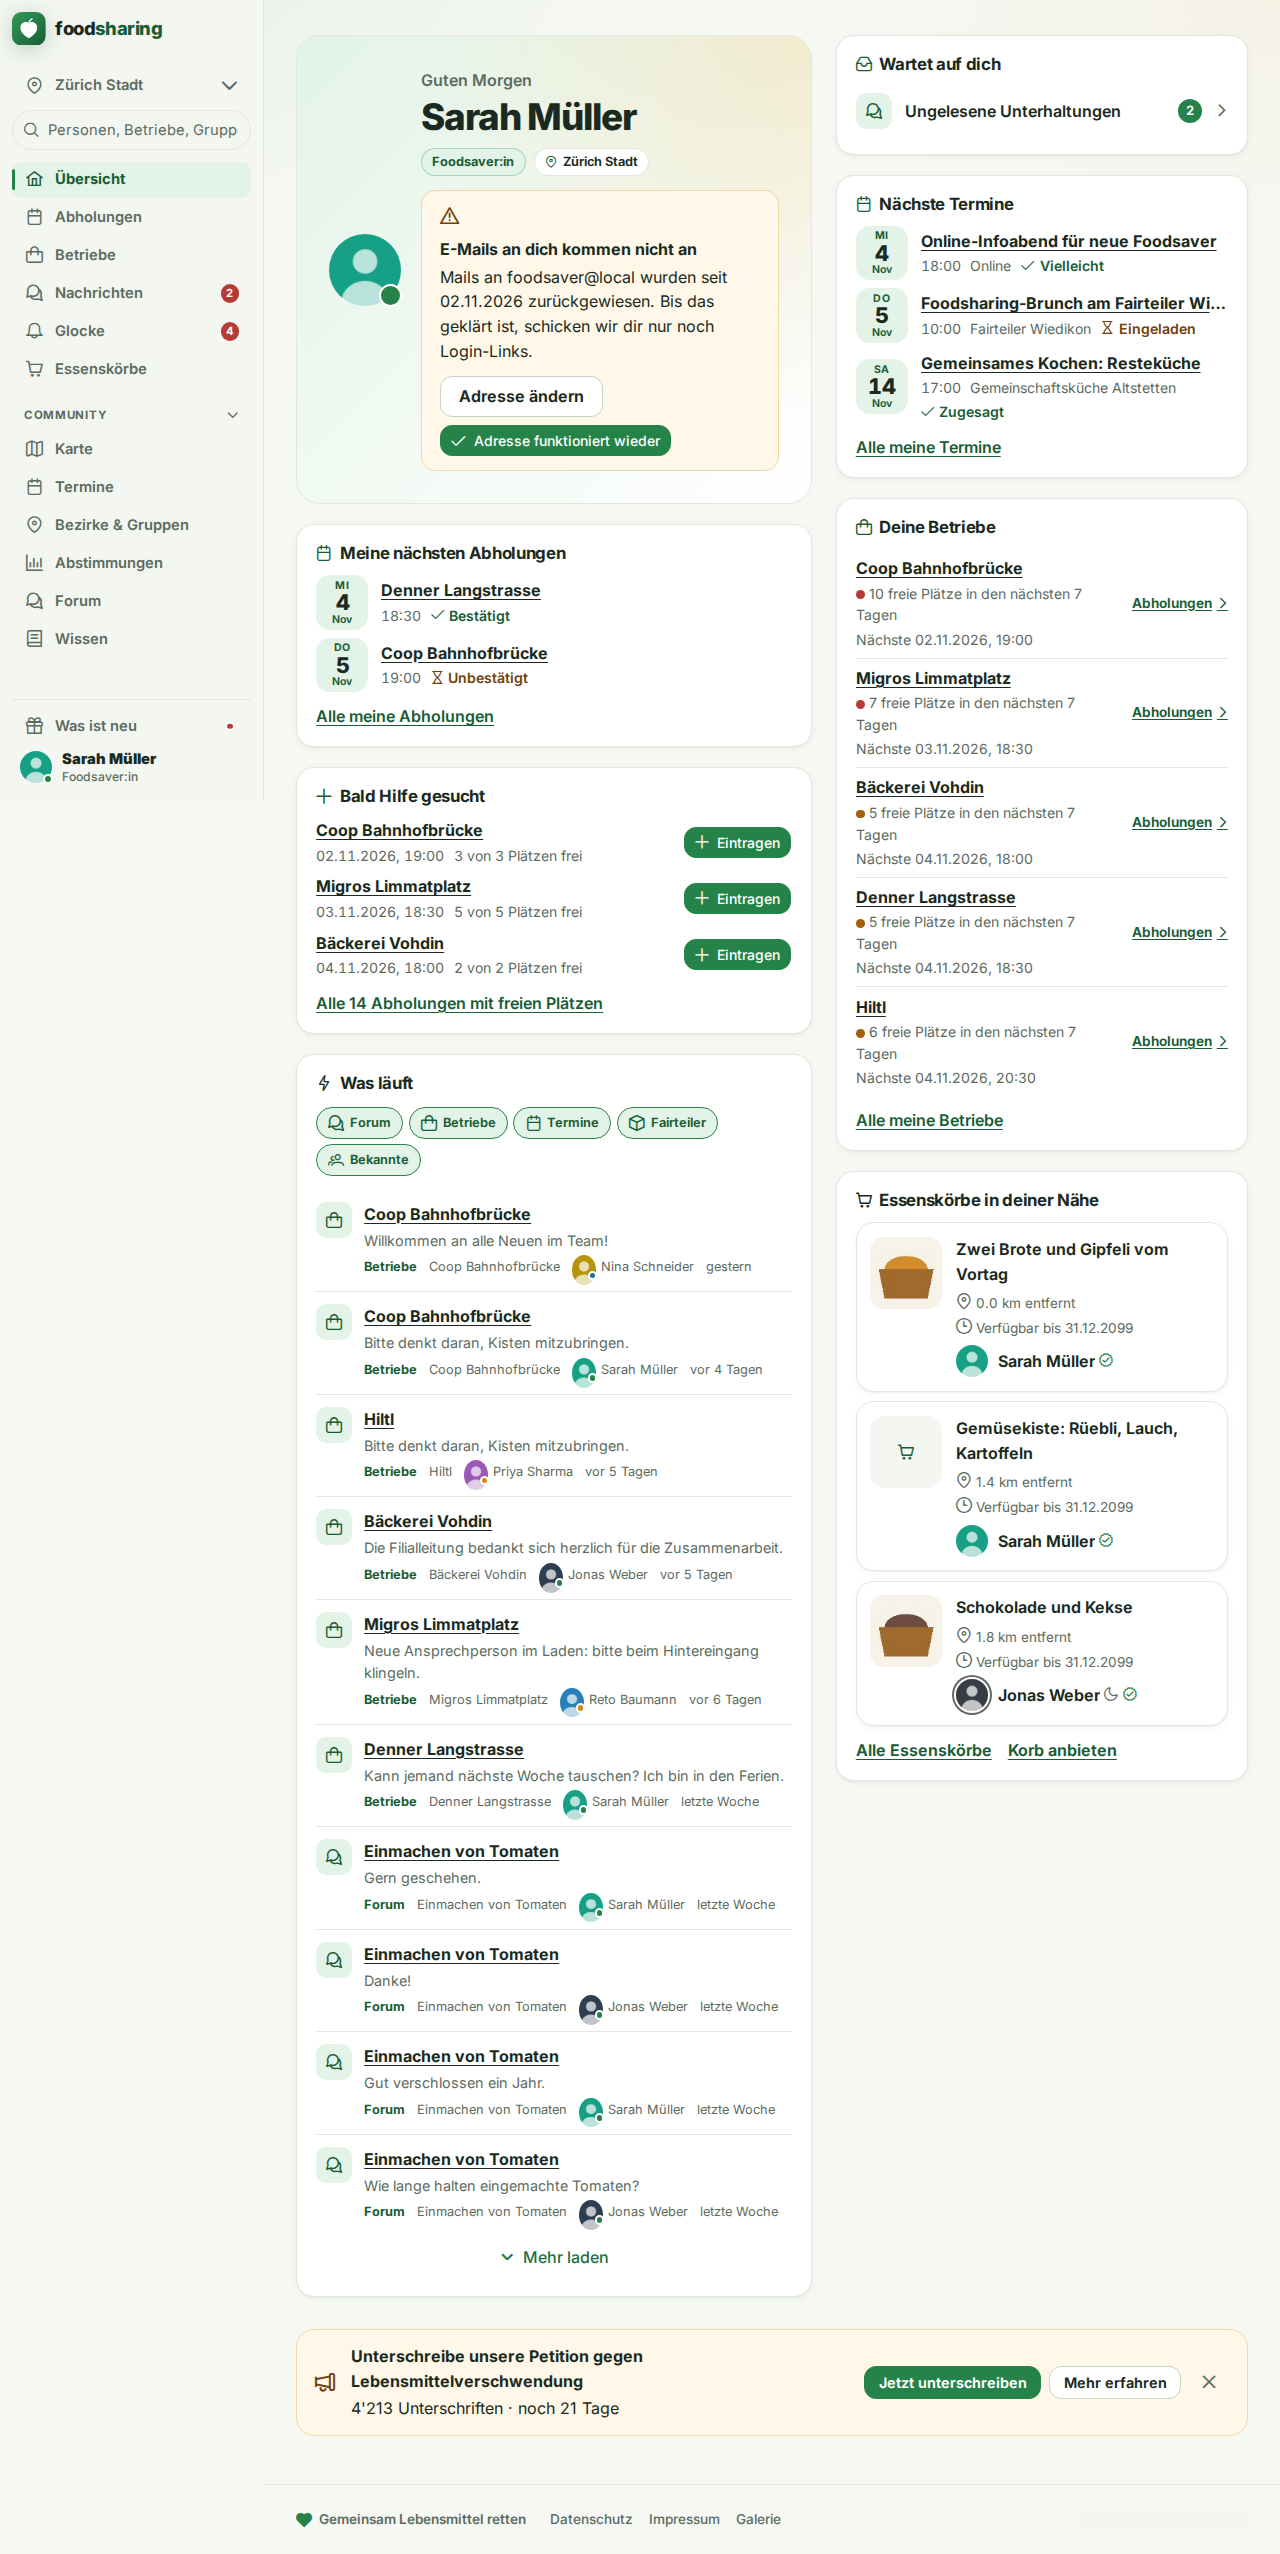 foodsharing
Zürich Stadt
Personen, Betriebe, Grupp
Übersicht
Abholungen
Betriebe
Nachrichten 2
Glocke 4
Essenskörbe
COMMUNITY
Karte
Termine
Bezirke & Gruppen
Abstimmungen
Forum
Wissen
Was ist neu
Sarah Müller
Foodsaver:in
Guten Morgen
Sarah Müller
Foodsaver:in Zürich Stadt
E-Mails an dich kommen nicht an
Mails an foodsaver@local wurden seit
02.11.2026 zurückgewiesen. Bis das
geklärt ist, schicken wir dir nur noch
Login-Links.
Adresse ändern
Adresse funktioniert wieder
Meine nächsten Abholungen
MI
4
Nov
Denner Langstrasse
18:30 Bestätigt
DO
5
Nov
Coop Bahnhofbrücke
19:00 Unbestätigt
Alle meine Abholungen
Bald Hilfe gesucht
Coop Bahnhofbrücke
02.11.2026, 19:00 3 von 3 Plätzen frei
Eintragen
Migros Limmatplatz
03.11.2026, 18:30 5 von 5 Plätzen frei
Eintragen
Bäckerei Vohdin
04.11.2026, 18:00 2 von 2 Plätzen frei
Eintragen
Alle 14 Abholungen mit freien Plätzen
Was läuft
Forum Betriebe Termine Fairteiler
Bekannte
Coop Bahnhofbrücke
Willkommen an alle Neuen im Team!
Betriebe Coop Bahnhofbrücke Nina Schneider gestern
Coop Bahnhofbrücke
Bitte denkt daran, Kisten mitzubringen.
Betriebe Coop Bahnhofbrücke Sarah Müller vor 4 Tagen
Hiltl
Bitte denkt daran, Kisten mitzubringen.
Betriebe Hiltl Priya Sharma vor 5 Tagen
Bäckerei Vohdin
Die Filialleitung bedankt sich herzlich für die Zusammenarbeit.
Betriebe Bäckerei Vohdin Jonas Weber vor 5 Tagen
Migros Limmatplatz
Neue Ansprechperson im Laden: bitte beim Hintereingang
klingeln.
Betriebe Migros Limmatplatz Reto Baumann vor 6 Tagen
Denner Langstrasse
Kann jemand nächste Woche tauschen? Ich bin in den Ferien.
Betriebe Denner Langstrasse Sarah Müller letzte Woche
Einmachen von Tomaten
Gern geschehen.
Forum Einmachen von Tomaten Sarah Müller letzte Woche
Einmachen von Tomaten
Danke!
Forum Einmachen von Tomaten Jonas Weber letzte Woche
Einmachen von Tomaten
Gut verschlossen ein Jahr.
Forum Einmachen von Tomaten Sarah Müller letzte Woche
Einmachen von Tomaten
Wie lange halten eingemachte Tomaten?
Forum Einmachen von Tomaten Jonas Weber letzte Woche
Mehr laden
Wartet auf dich
Ungelesene Unterhaltungen 2
Nächste Termine
MI
4
Nov
Online-Infoabend für neue Foodsaver
18:00 Online Vielleicht
DO
5
Nov
Foodsharing-Brunch am Fairteiler Wi...
10:00 Fairteiler Wiedikon Eingeladen
SA
14
Nov
Gemeinsames Kochen: Resteküche
17:00 Gemeinschaftsküche Altstetten
Zugesagt
Alle meine Termine
Deine Betriebe
Coop Bahnhofbrücke
10 freie Plätze in den nächsten 7
Tagen
Nächste 02.11.2026, 19:00
Abholungen
Migros Limmatplatz
7 freie Plätze in den nächsten 7
Tagen
Nächste 03.11.2026, 18:30
Abholungen
Bäckerei Vohdin
5 freie Plätze in den nächsten 7
Tagen
Nächste 04.11.2026, 18:00
Abholungen
Denner Langstrasse
5 freie Plätze in den nächsten 7
Tagen
Nächste 04.11.2026, 18:30
Abholungen
Hiltl
6 freie Plätze in den nächsten 7
Tagen
Nächste 04.11.2026, 20:30
Abholungen
Alle meine Betriebe
Essenskörbe in deiner Nähe
Zwei Brote und Gipfeli vom
Vortag
0.0 km entfernt
Verfügbar bis 31.12.2099
Sarah Müller
Gemüsekiste: Rüebli, Lauch,
Kartoffeln
1.4 km entfernt
Verfügbar bis 31.12.2099
Sarah Müller
Schokolade und Kekse
1.8 km entfernt
Verfügbar bis 31.12.2099
Jonas Weber
Alle Essenskörbe Korb anbieten
Unterschreibe unsere Petition gegen
Lebensmittelverschwendung
4'213 Unterschriften · noch 21 Tage
Jetzt unterschreiben Mehr erfahren
Gemeinsam Lebensmittel retten Datenschutz Impressum Galerie